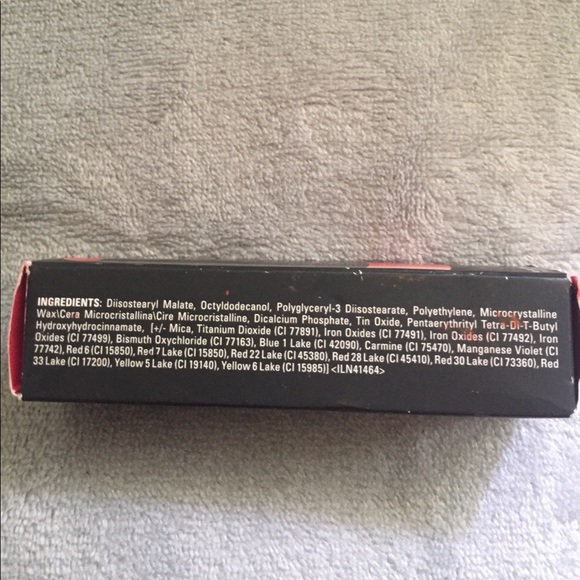 INGREDIENTS: Diisostearyl Malate, Octyldodecanol, Polyglyceryl-3 Diisostearate, Polyethylene, Microcrystalline
Wax\Cera Microcristallina\Cire Microcristalline, Dicalcium Phosphate, Tin Oxide, Pentaerythrityl Tetra-Di-T-Butyl
Hydroxyhydrocinnamate, [+/- Mica, Titanium Dioxide (CI 77891), Iron Oxides (CI 77491), Iron Oxides (CI 77492), Iron
Oxides (CI 77499), Bismuth Oxychloride (CI 77163), Blue 1 Lake (CI 42090), Carmine (CI 75470), Manganese Violet (CI
77742), Red 6 (CI 15850), Red 7 Lake (CI 15850), Red 22 Lake (CI 45380), Red 28 Lake (CI 45410), Red 30 Lake (CI 73360), Red
33 Lake (CI 17200), Yellow 5 Lake (CI 19140), Yellow 6 Lake (CI 15985)] <ILN41464>